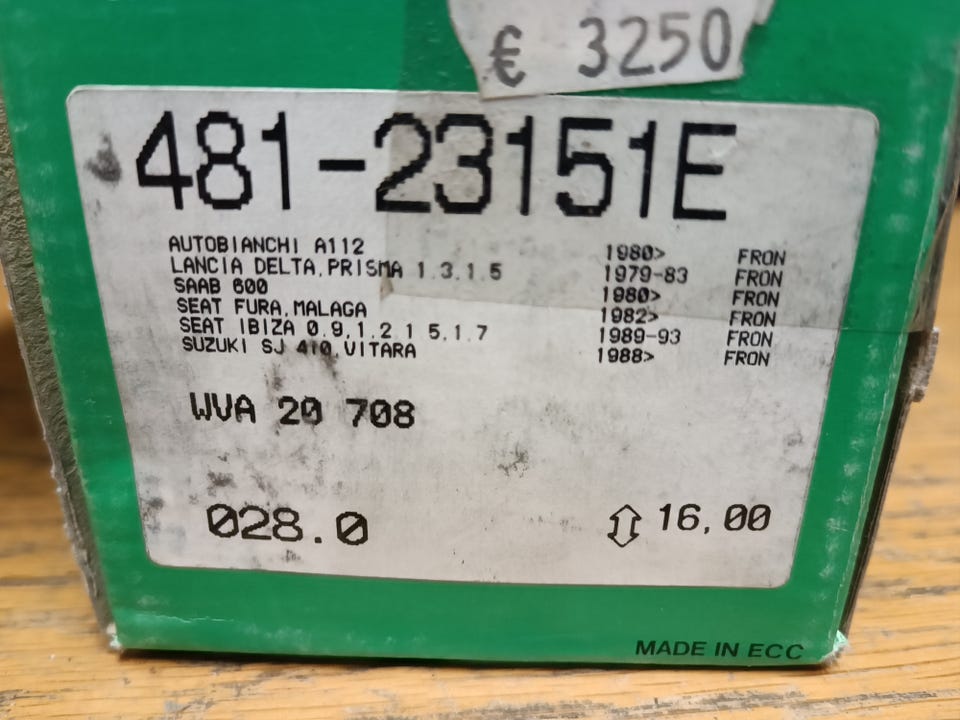 € 3250
481-23151E
AUTOBIANCHI A112 1980> FRON
LANCIA DELTA,PRISMA 1.3,1.5 1979-83 FRON
SAAB 600 1980> FRON
SEAT FURA,MALAGA 1982> FRON
SEAT IBIZA 0.9,1.2,1.5,1.7 1989-93 FRON
SUZUKI SJ 410,VITARA 1988> FRON
WVA 20 708
028.0 ⇕ 16,00
MADE IN ECC